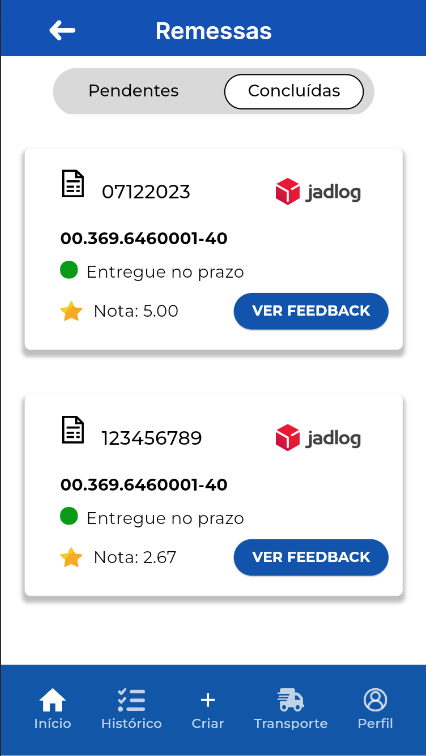 Remessas
Pendentes Concluídas
07122023 jadlog
00.369.6460001-40
Entregue no prazo
Nota: 5.00 VER FEEDBACK
123456789 jadlog
00.369.6460001-40
Entregue no prazo
Nota: 2.67 VER FEEDBACK
Início Histórico Criar Transporte Perfil